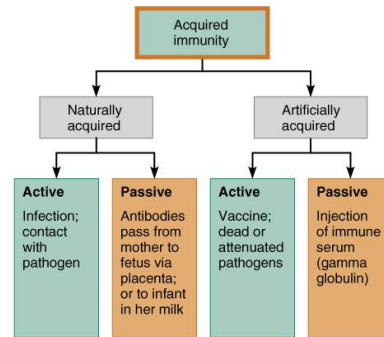 Acquired
immunity
Naturally
acquired
Artificially
acquired
Active
Infection;
contact
with
pathogen
Passive
Antibodies
pass from
mother to
fetus via
placenta;
or to infant
in her milk
Active
Vaccine;
dead or
attenuated
pathogens
Passive
Injection
of immune
serum
(gamma
globulin)